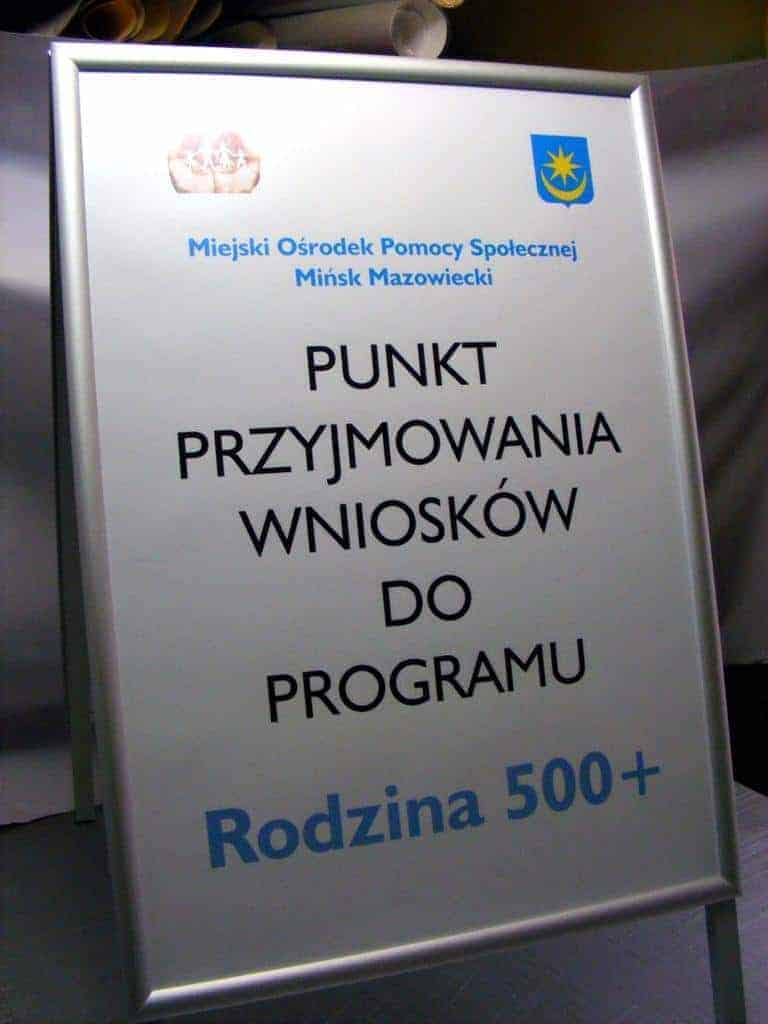 Miejski Ośrodek Pomocy Społecznej
Mińsk Mazowiecki
PUNKT
PRZYJMOWANIA
WNIOSKÓW
DO
PROGRAMU
Rodzina 500+